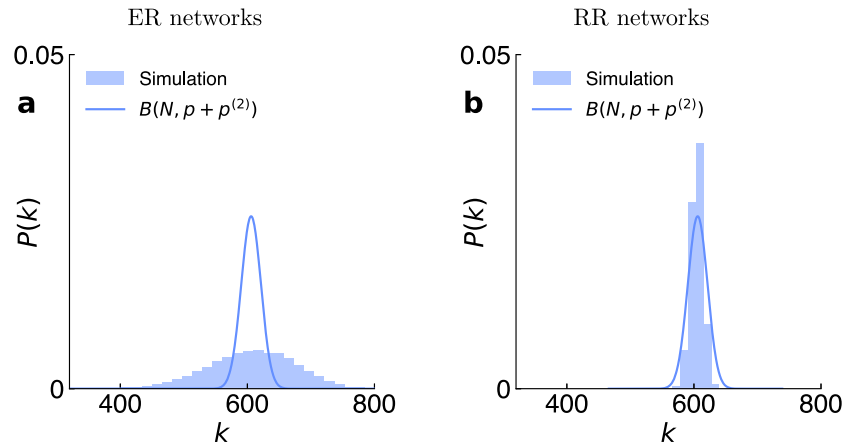 ER networks
0.05
Simulation
a
B(N, p + p⁽²⁾)
P(k)
0
400 600 800
k
RR networks
0.05
Simulation
b
B(N, p + p⁽²⁾)
P(k)
0
400 600 800
k